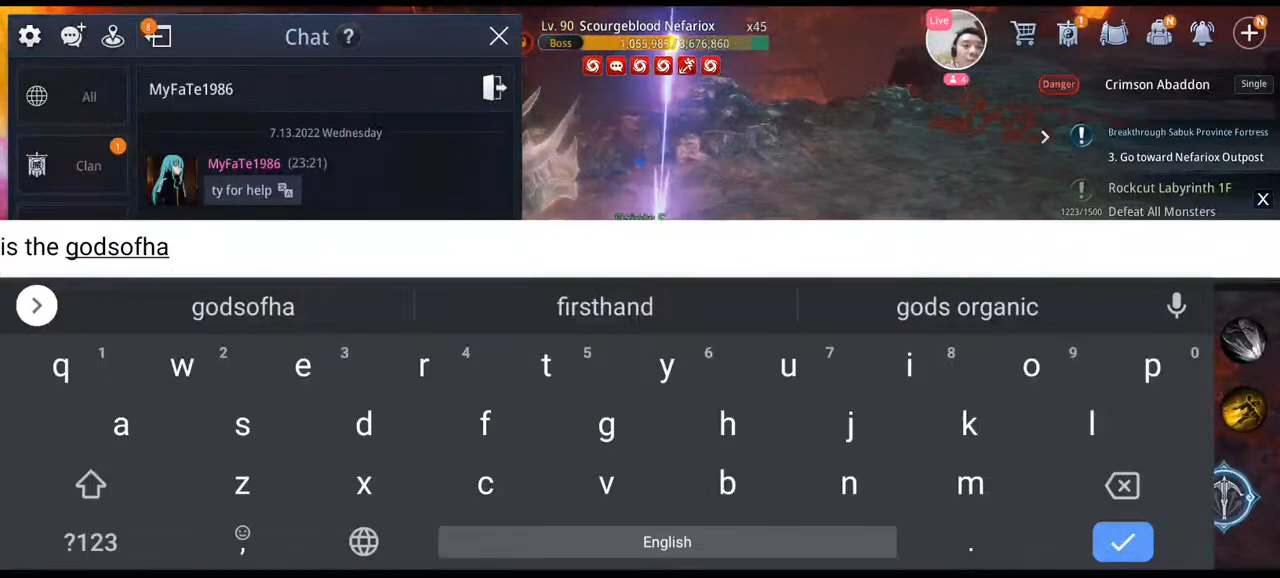 Chat ?
6
All
Clan
1
MyFaTe1986
7.13.2022 Wednesday
MyFaTe1986 (23:21)
ty for help
Lv. 90 Scourgeblood Nefariox x45
Boss
Live
4
N
N
Danger
Crimson Abaddon
Single
Breakthrough Sabuk Province Fortress
3. Go toward Nefariox Outpost
Rockcut Labyrinth 1F
1223/1500 Defeat All Monsters
X
is the godsofha
godsofha firsthand gods organic
q 1 w 2 e 3 r 4 t 5 y 6 u 7 i 8 o 9 p 0
a s d f g h j k l
z x c v b n m
?123 , English .